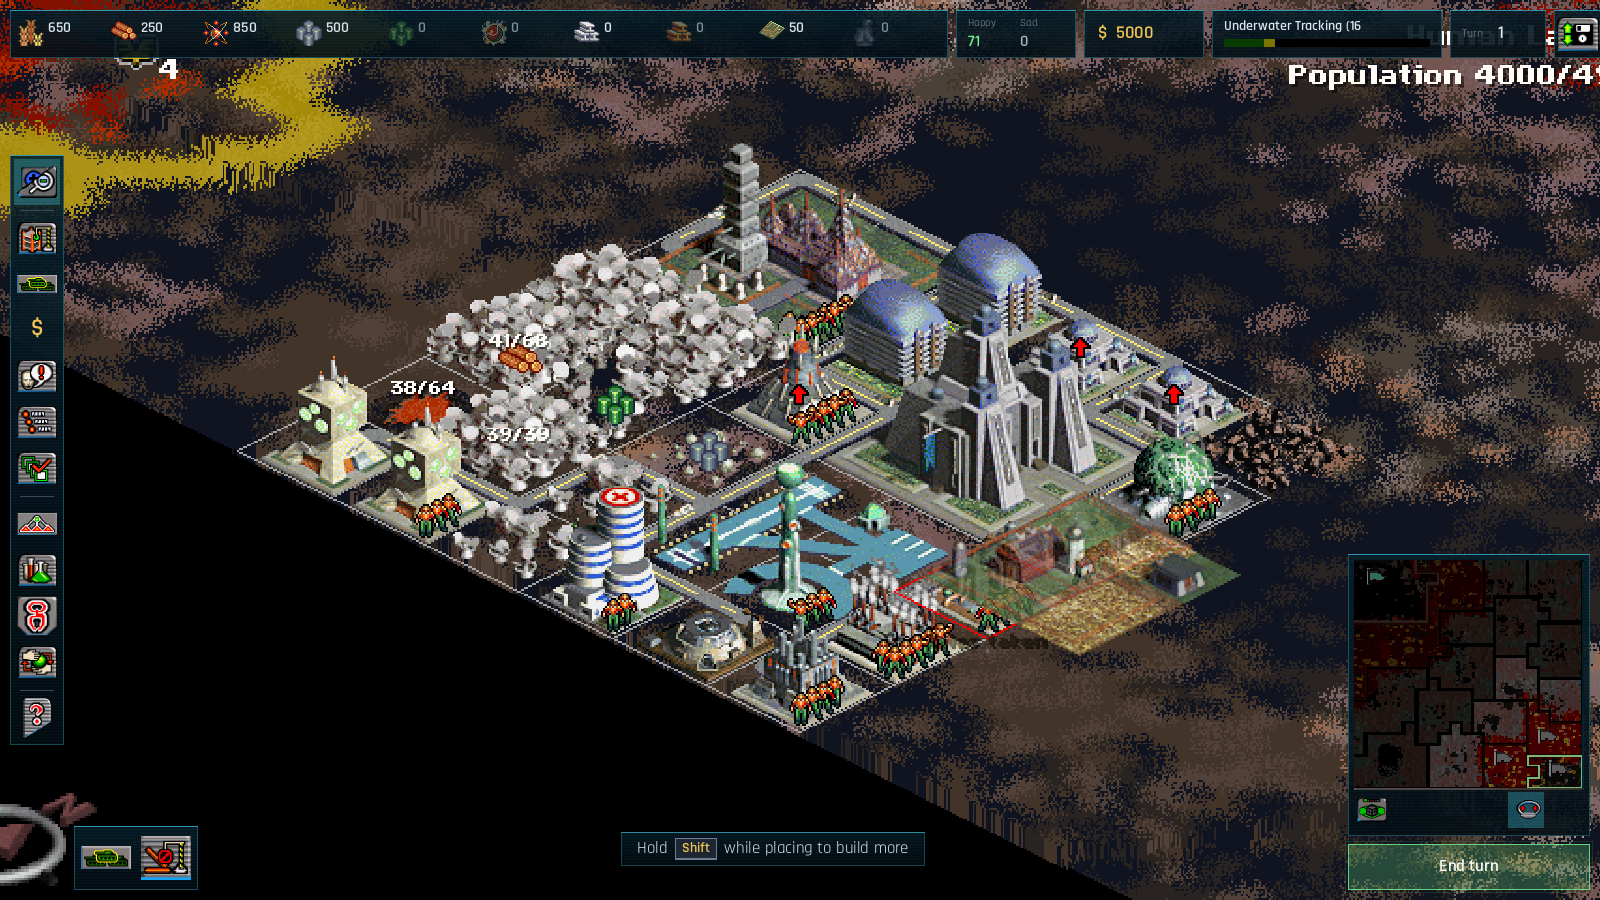 650 250 850 500 0 0 0 0 50 0
Happy Sad
71 0
$ 5000
Underwater Tracking (16
Turn 1
4
Population 4000/49
$
41/68
38/64
39/39
Hold Shift while placing to build more
End turn